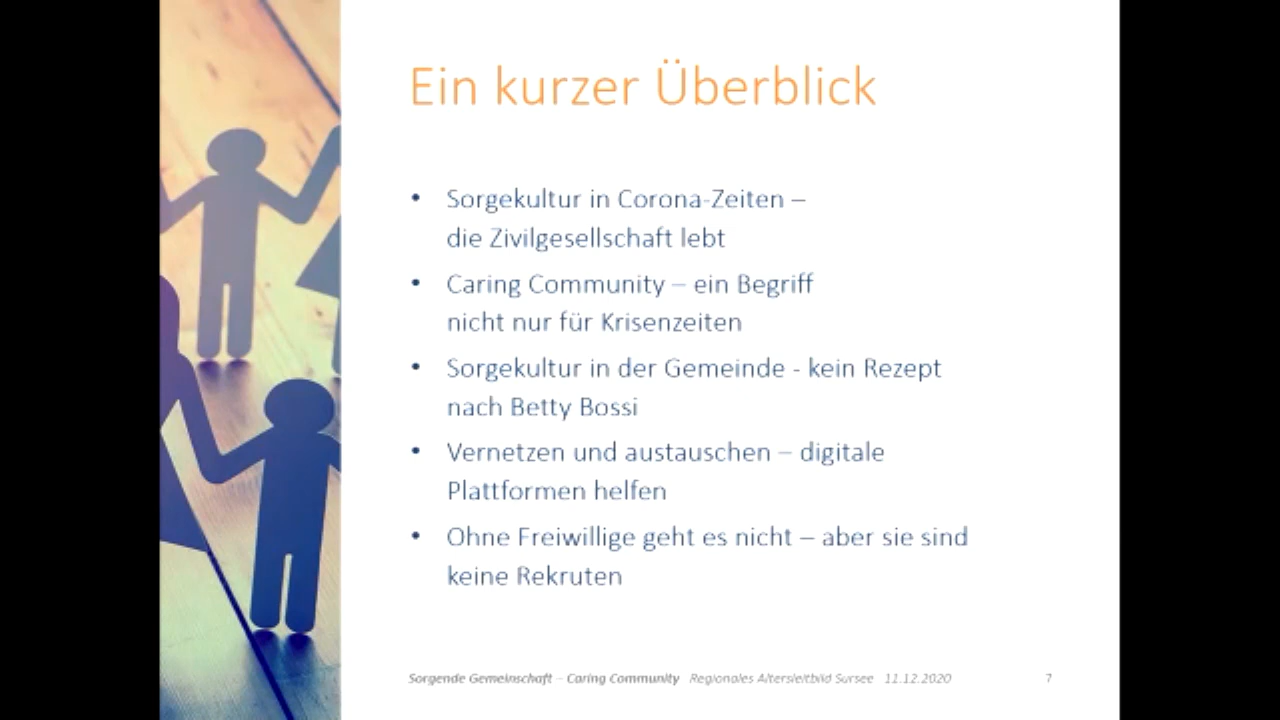 Ein kurzer Überblick
• Sorgekultur in Corona-Zeiten –
die Zivilgesellschaft lebt
• Caring Community – ein Begriff
nicht nur für Krisenzeiten
• Sorgekultur in der Gemeinde - kein Rezept
nach Betty Bossi
• Vernetzen und austauschen – digitale
Plattformen helfen
• Ohne Freiwillige geht es nicht – aber sie sind
keine Rekruten
Sorgende Gemeinschaft – Caring Community Regionales Altersleitbild Sursee 11.12.2020 7